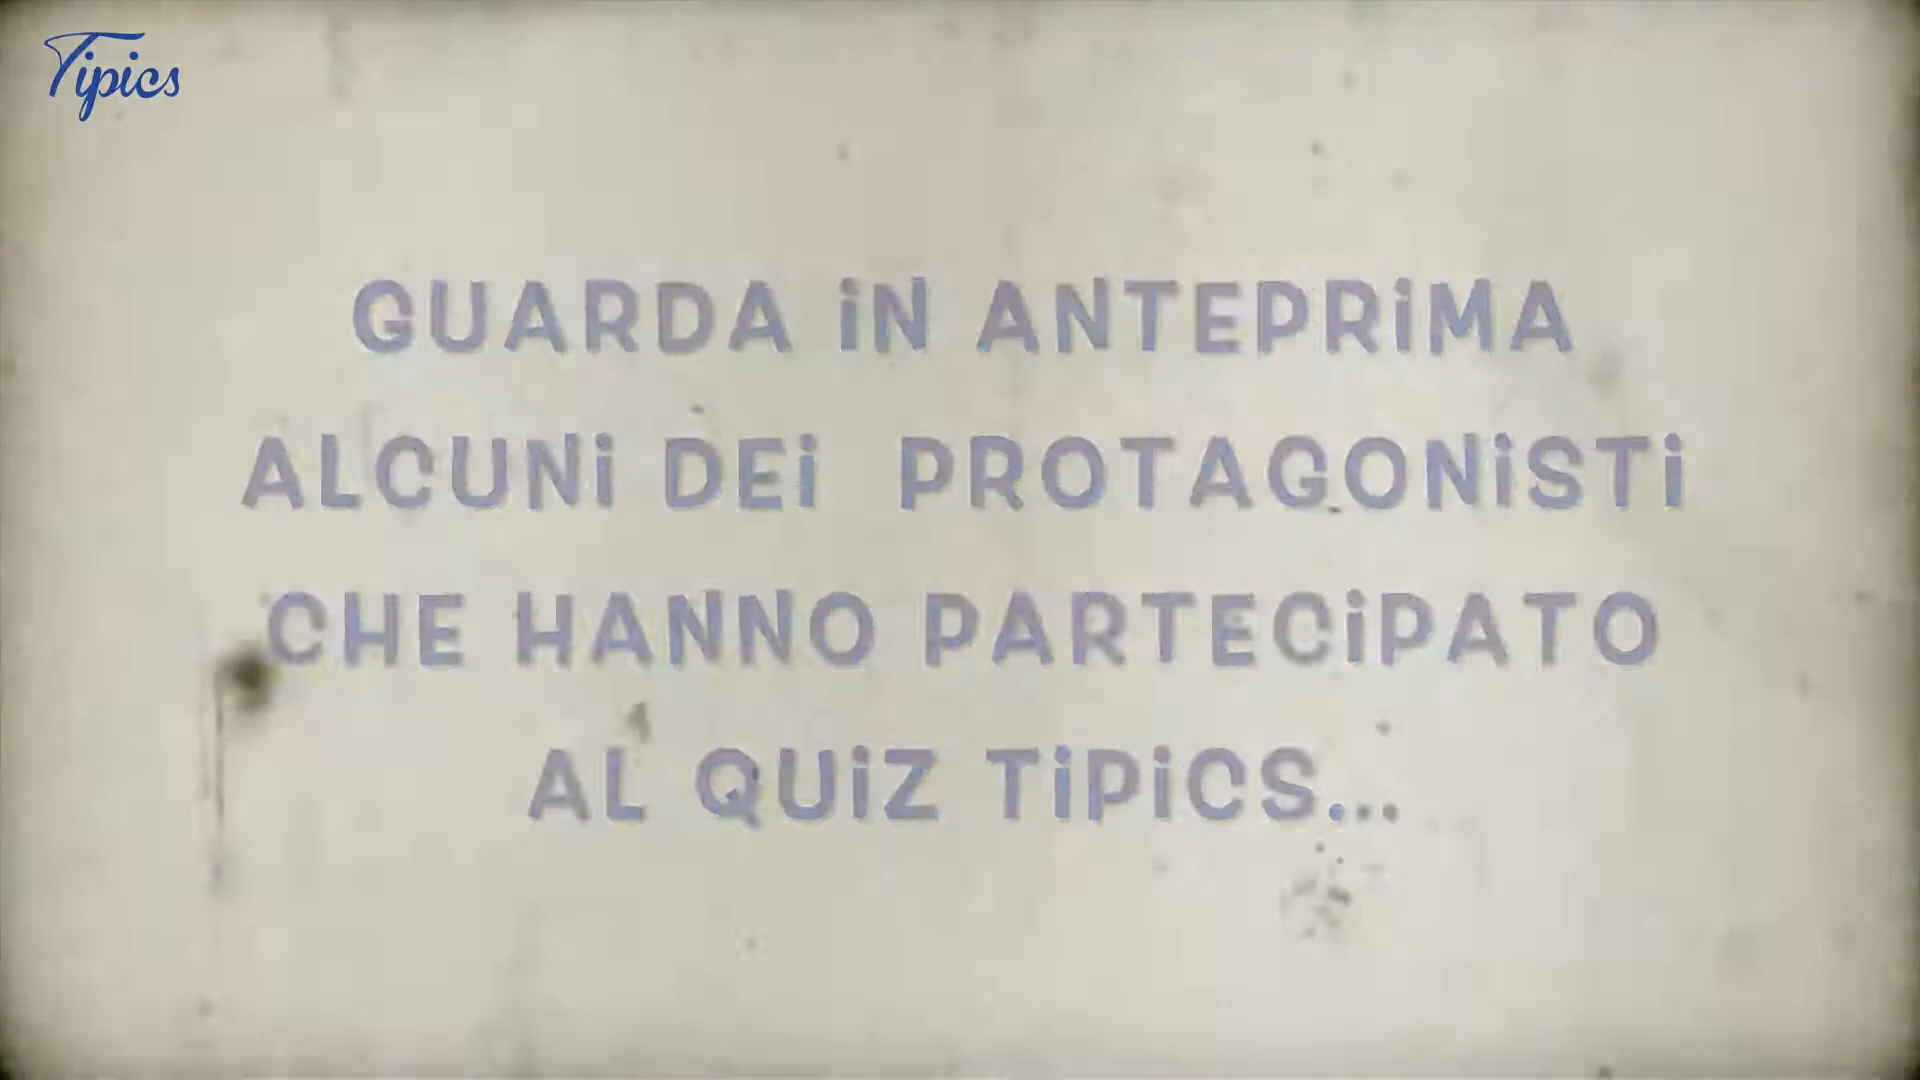 Tipics
GUARDA iN ANTEPRiMA
ALCUNi DEi PROTAGONiSTi
CHE HANNO PARTECiPATO
AL QUiZ TiPiCS...